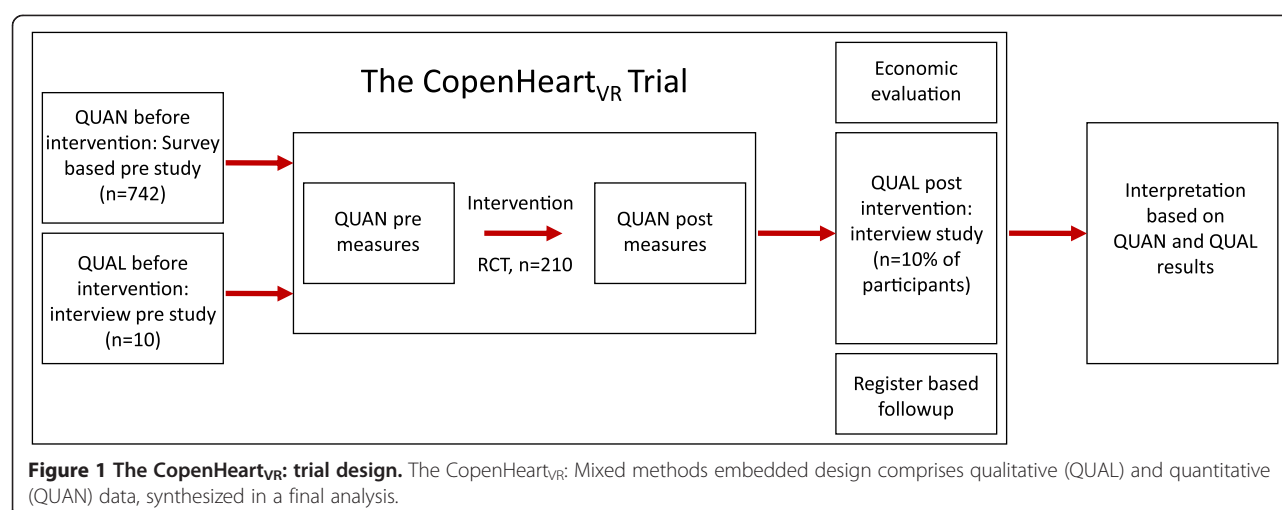 The CopenHeartVR Trial
QUAN before
intervention: Survey
based pre study
(n=742)
QUAL before
intervention:
interview pre study
(n=10)
QUAN pre
measures
Intervention
RCT, n=210
QUAN post
measures
Economic
evaluation
QUAL post
intervention:
interview study
(n=10% of
participants)
Register based
followup
Interpretation
based on
QUAN and QUAL
results
Figure 1 The CopenHeartVR: trial design. The CopenHeartVR: Mixed methods embedded design comprises qualitative (QUAL) and quantitative
(QUAN) data, synthesized in a final analysis.